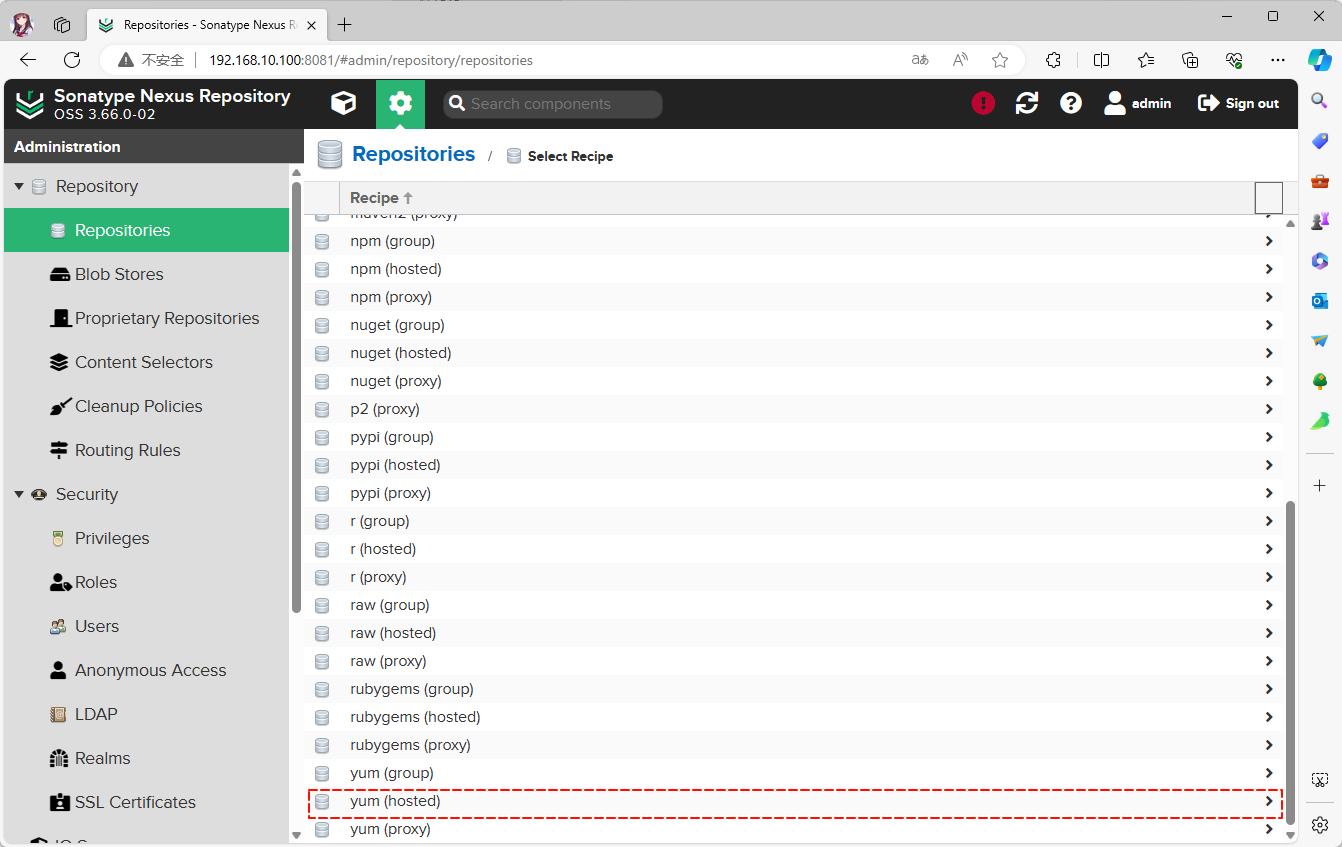 Repositories - Sonatype Nexus R
不安全
192.168.10.100:8081/#admin/repository/repositories
aあ
Sonatype Nexus Repository
OSS 3.66.0-02
Search components
admin
Sign out
Administration
Repositories / Select Recipe
Repository
Repositories
Blob Stores
Proprietary Repositories
Content Selectors
Cleanup Policies
Routing Rules
Security
Privileges
Roles
Users
Anonymous Access
LDAP
Realms
SSL Certificates
Recipe
maven2 (proxy)
npm (group)
npm (hosted)
npm (proxy)
nuget (group)
nuget (hosted)
nuget (proxy)
p2 (proxy)
pypi (group)
pypi (hosted)
pypi (proxy)
r (group)
r (hosted)
r (proxy)
raw (group)
raw (hosted)
raw (proxy)
rubygems (group)
rubygems (hosted)
rubygems (proxy)
yum (group)
yum (hosted)
yum (proxy)